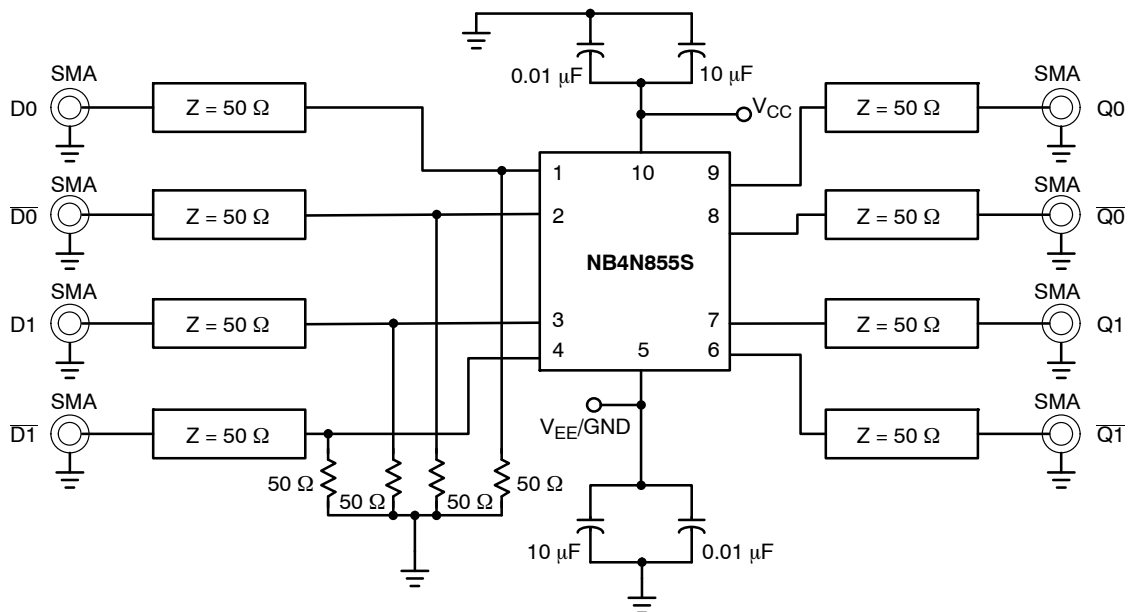 0.01 μF 10 μF
SMA SMA
D0 Z = 50 Ω VCC Z = 50 Ω Q0
1 10 9
SMA SMA
D̅0̅ Z = 50 Ω 2 8 Z = 50 Ω Q̅0̅
NB4N855S
SMA SMA
D1 Z = 50 Ω 3 7 Z = 50 Ω Q1
4 5 6
SMA SMA
VEE/GND
D̅1̅ Z = 50 Ω Z = 50 Ω Q̅1̅
50 Ω 50 Ω 50 Ω 50 Ω
10 μF 0.01 μF